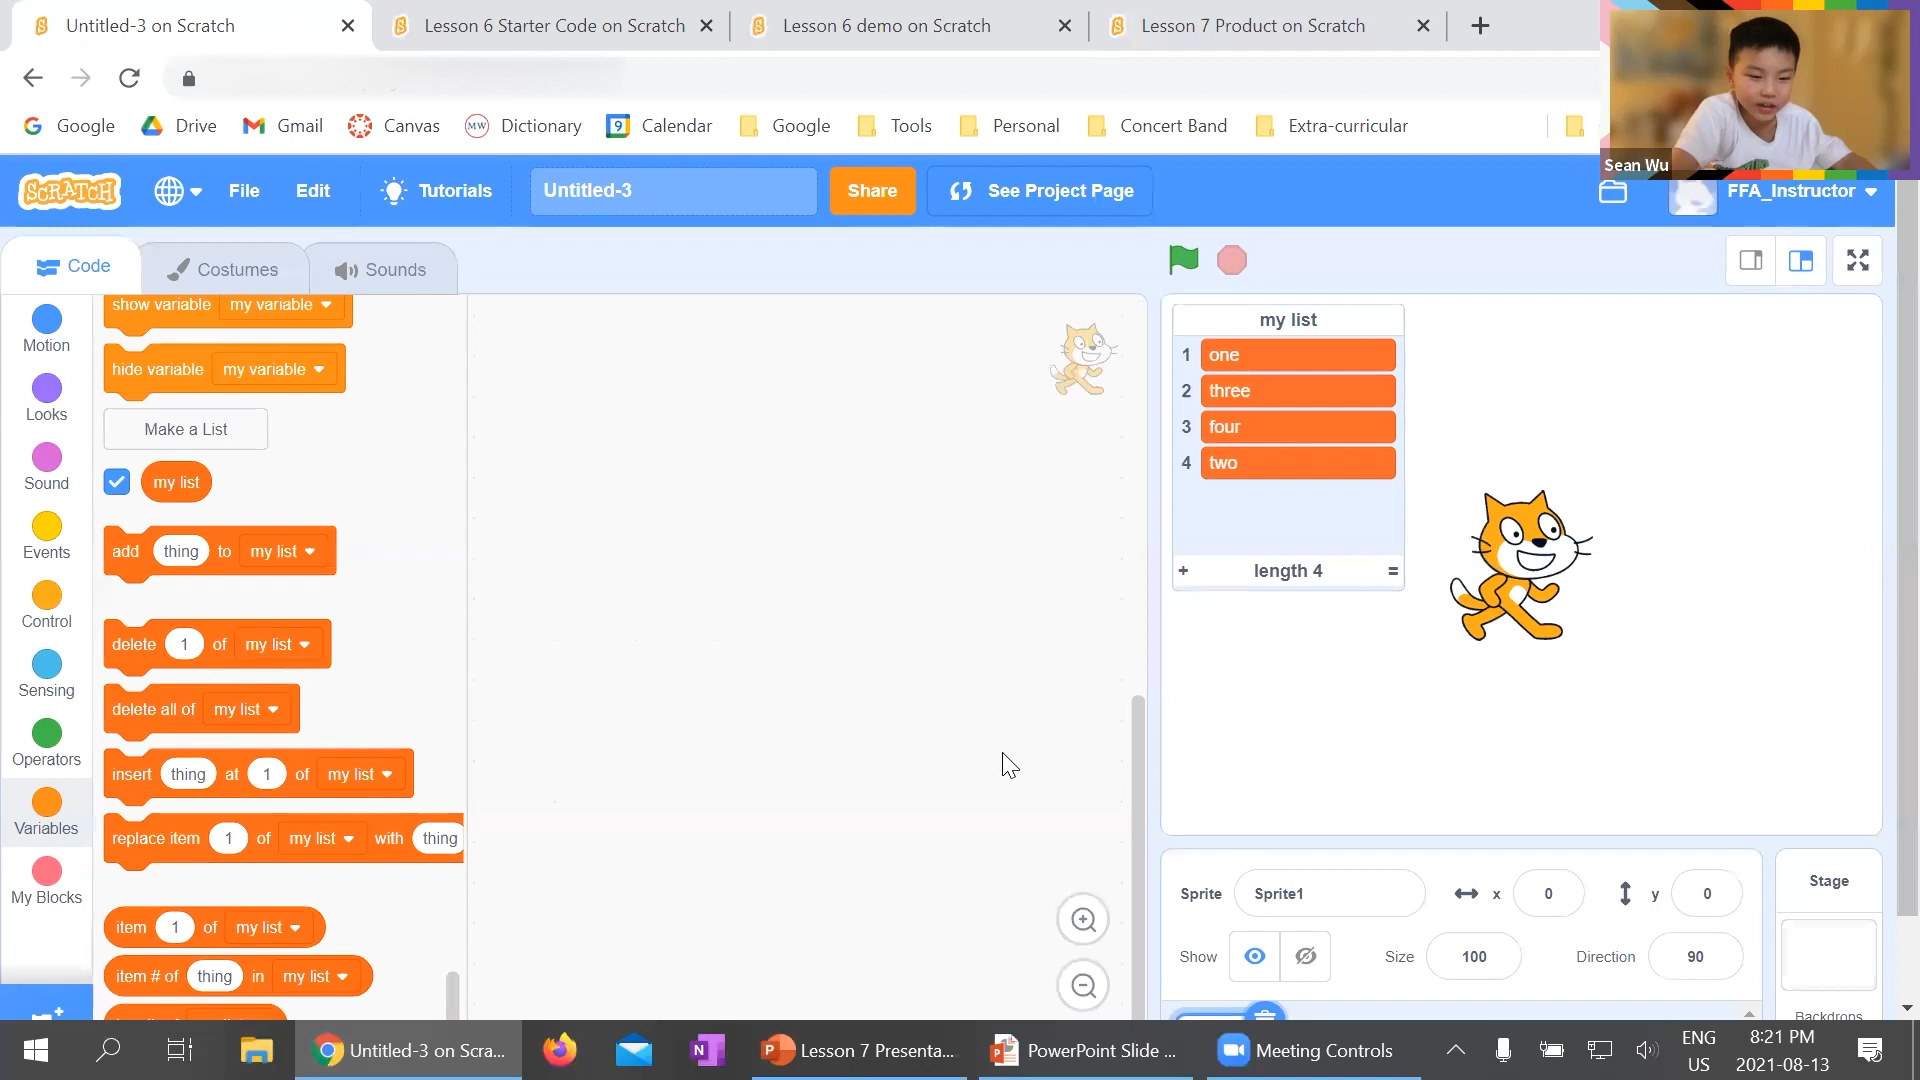 Untitled-3 on Scratch
Lesson 6 Starter Code on Scratch
Lesson 6 demo on Scratch
Lesson 7 Product on Scratch
Google
Drive
Gmail
Canvas
MW
Dictionary
9
Calendar
Google
Tools
Personal
Concert Band
Extra-curricular
Sean Wu
SCRATCH
File
Edit
Tutorials
Untitled-3
Share
See Project Page
FFA_Instructor
Code
Costumes
Sounds
Motion
Looks
Sound
Events
Control
Sensing
Operators
Variables
My Blocks
show variable my variable
hide variable my variable
Make a List
my list
add thing to my list
delete 1 of my list
delete all of my list
insert thing at 1 of my list
replace item 1 of my list with thing
item 1 of my list
item # of thing in my list
my list
1 one
2 three
3 four
4 two
+ length 4 =
Sprite Sprite1 x 0 y 0
Show Size 100 Direction 90
Stage
Backdrops
Untitled-3 on Scra...
Lesson 7 Presenta...
PowerPoint Slide ...
Meeting Controls
ENG
US
8:21 PM
2021-08-13